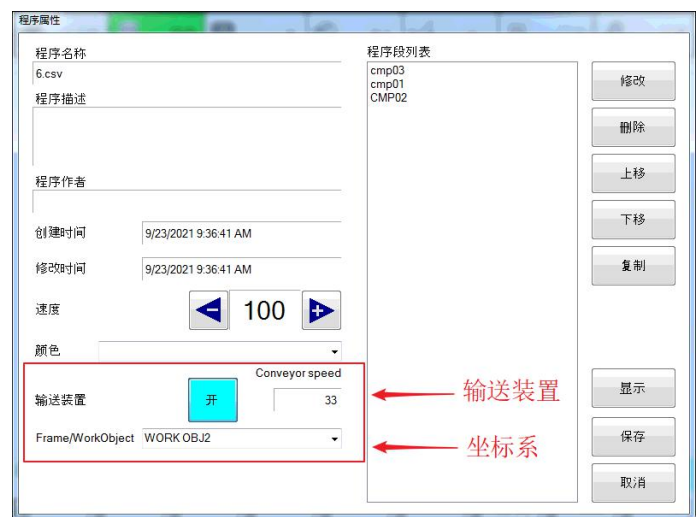 程序属性
程序名称
6.csv
程序描述
程序作者
创建时间 9/23/2021 9:36:41 AM
修改时间 9/23/2021 9:36:41 AM
速度 100
颜色
Conveyor speed
输送装置 开 33
Frame/WorkObject WORK OBJ2
程序段列表
cmp03
cmp01
CMP02
修改
删除
上移
下移
复制
显示
保存
取消
输送装置
坐标系